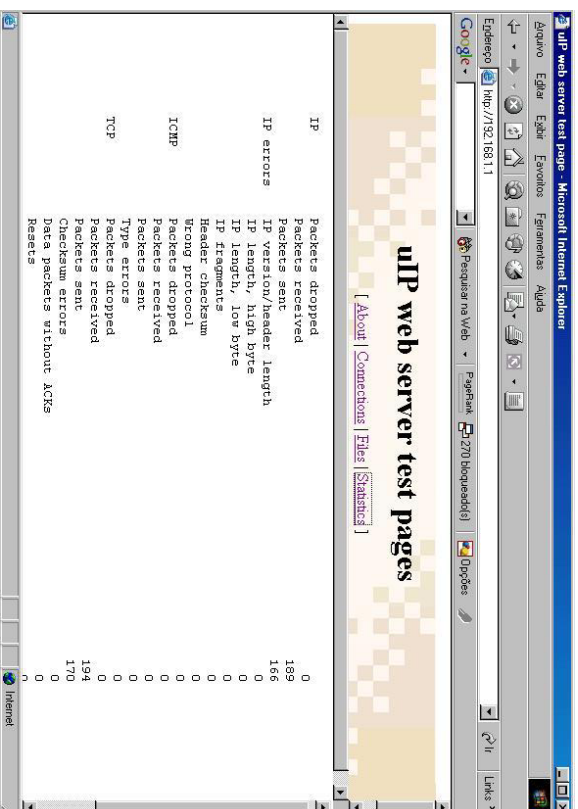 uIP web server test page - Microsoft Internet Explorer
Arquivo Editar Exibir Favoritos Ferramentas Ajuda
Endereço http://192.168.1.1 Ir Links
Google Pesquisar na Web PageRank 270 bloqueado(s) Opções
uIP web server test pages
[ About | Connections | Files | Statistics ]
IP Packets dropped 0
Packets received 189
Packets sent 166
IP errors IP version/header length 0
IP length, high byte 0
IP length, low byte 0
IP fragments 0
Header checksum 0
Wrong protocol 0
ICMP Packets dropped 0
Packets received 0
Packets sent 0
Type errors 0
TCP Packets dropped 0
Packets received 194
Packets sent 170
Checksum errors 0
Data packets without ACKs 0
Resets 0
Internet